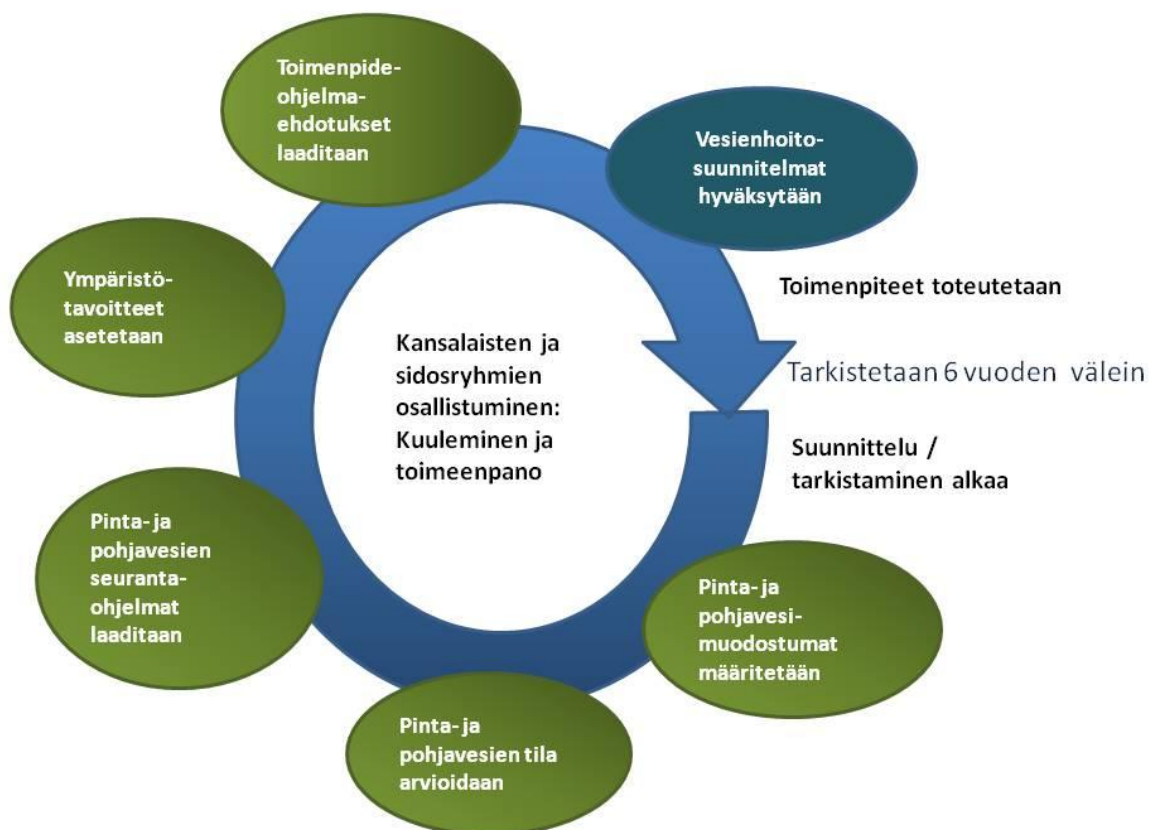 Toimenpide-
ohjelma-
ehdotukset
laaditaan
Vesienhoito-
suunnitelmat
hyväksytään
Ympäristö-
tavoitteet
asetetaan
Toimenpiteet toteutetaan
Kansalaisten ja
sidosryhmien
osallistuminen:
Kuuleminen ja
toimeenpano
Tarkistetaan 6 vuoden välein
Suunnittelu /
tarkistaminen alkaa
Pinta- ja
pohjavesien
seuranta-
ohjelmat
laaditaan
Pinta- ja
pohjavesi-
muodostumat
määritetään
Pinta- ja
pohjavesien tila
arvioidaan